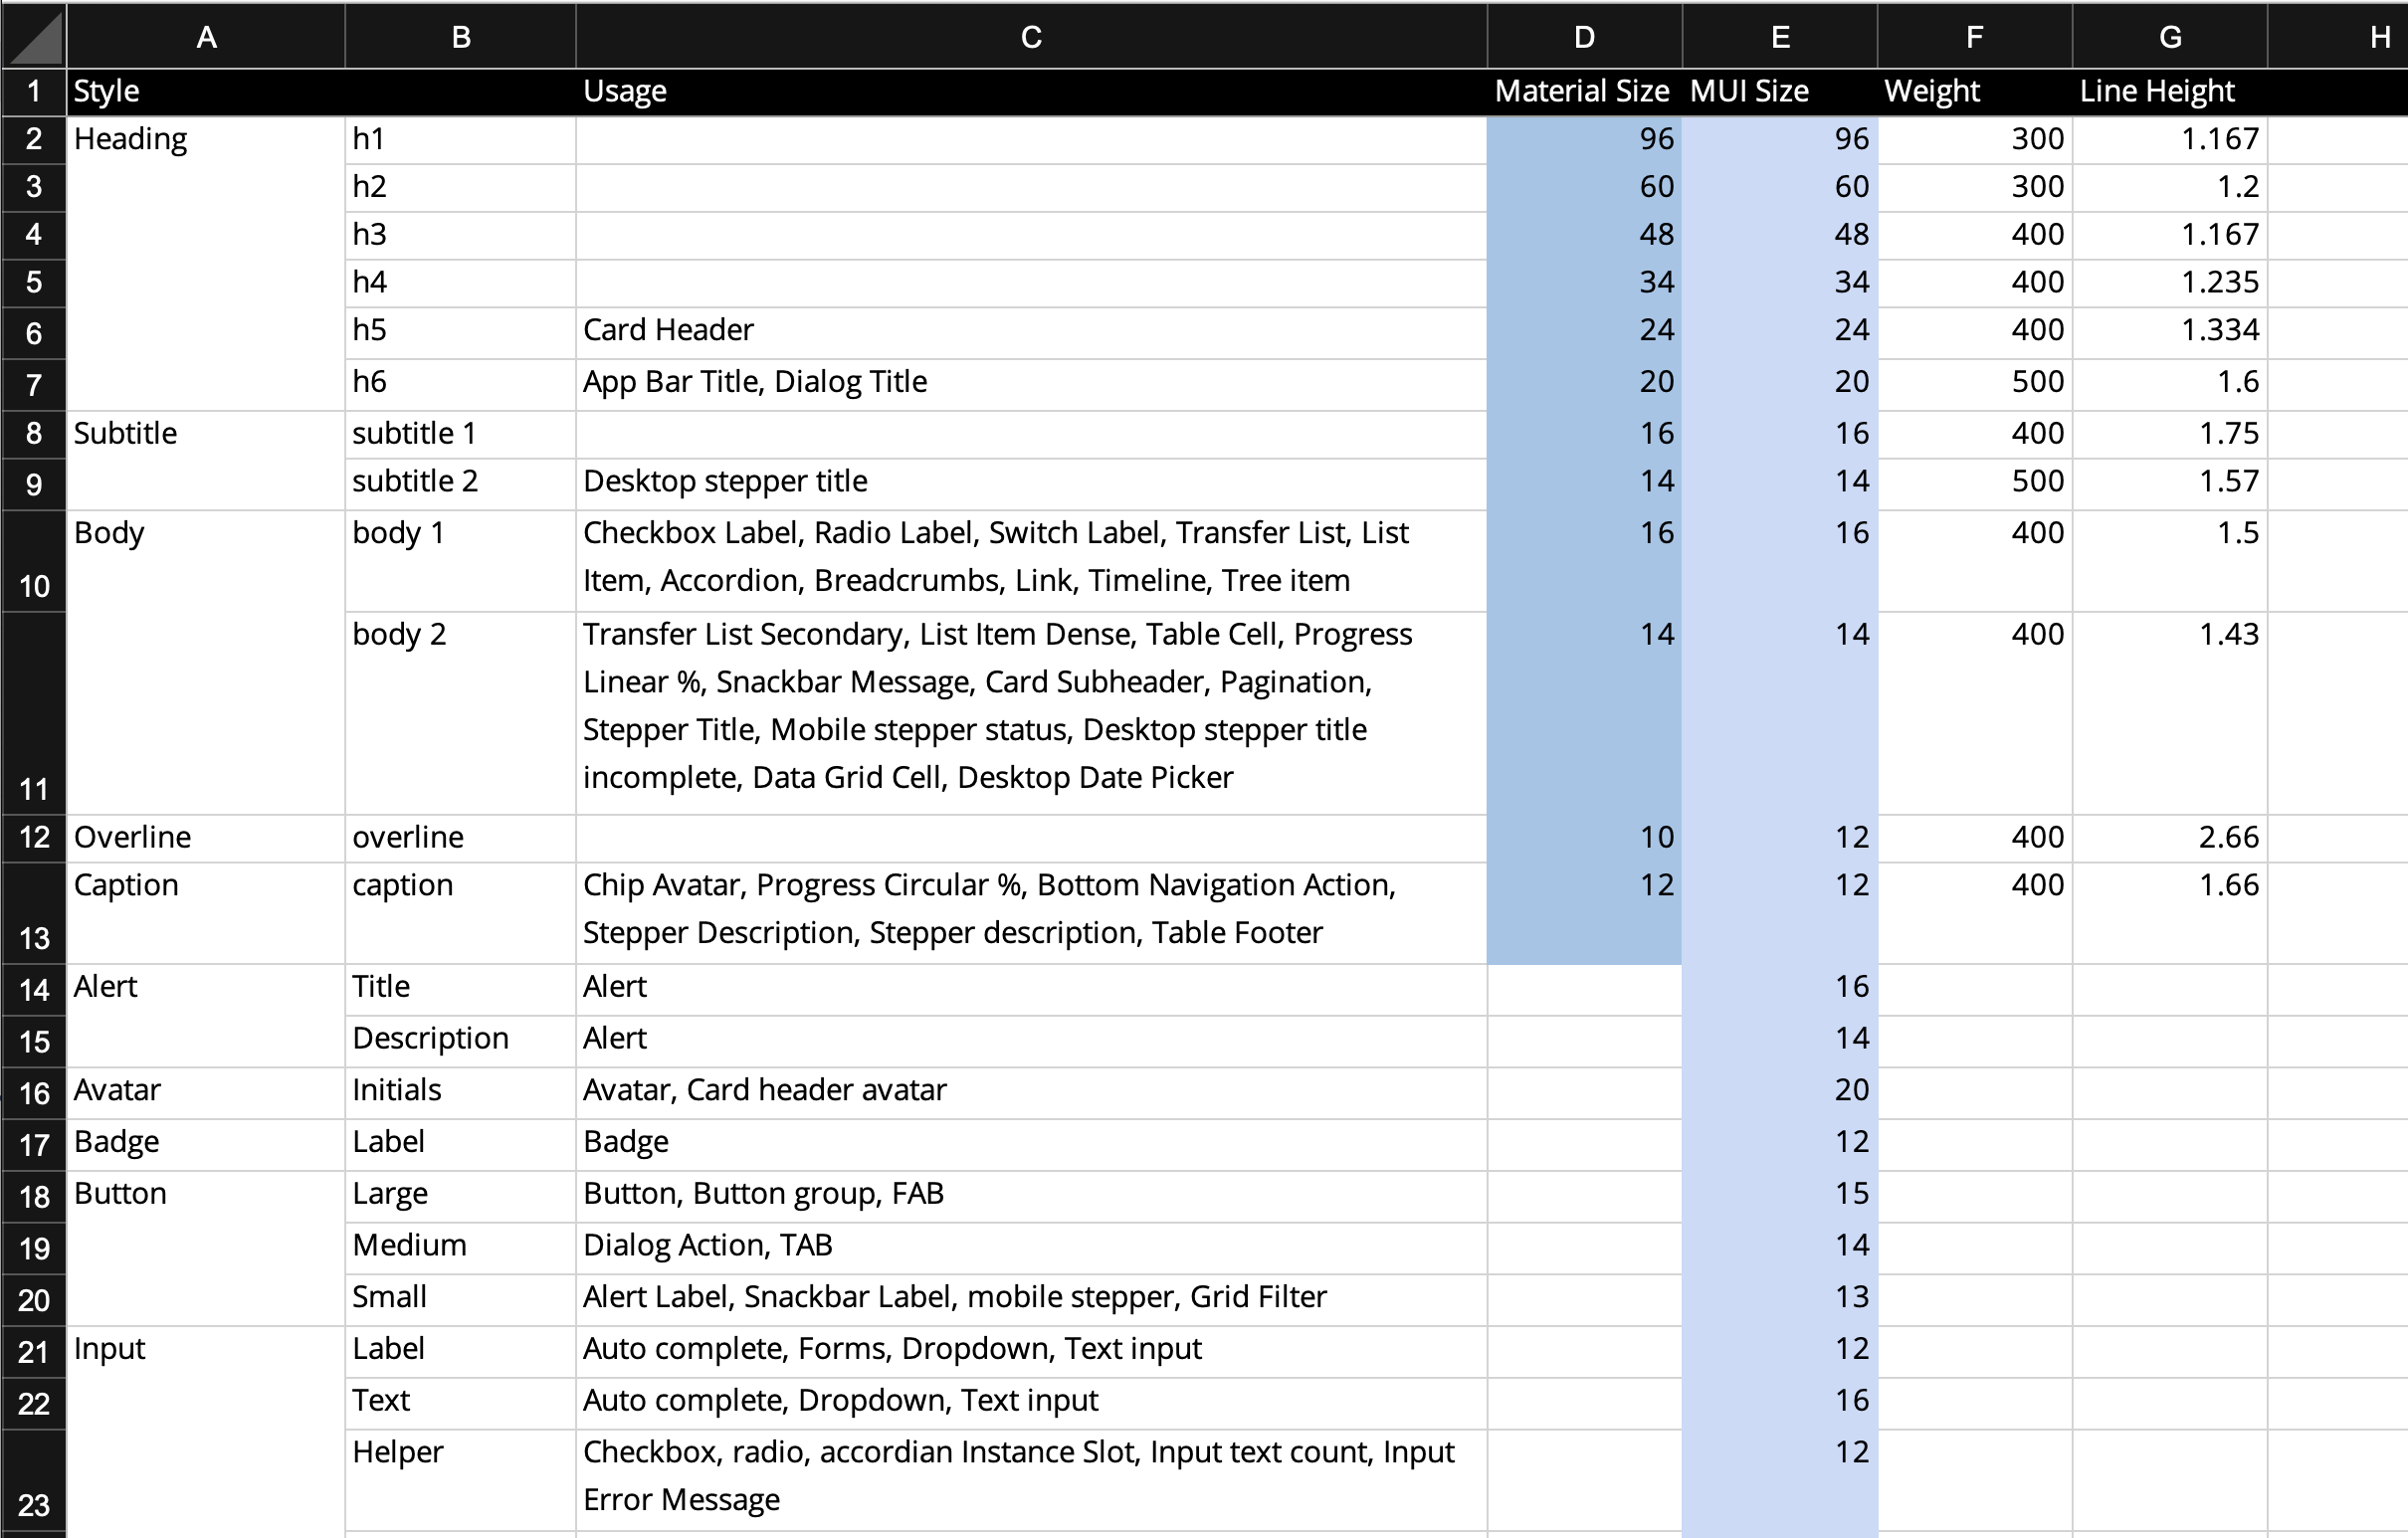 A B C D E F G H
1 Style Usage Material Size MUI Size Weight Line Height
2 Heading h1 96 96 300 1.167
3 h2 60 60 300 1.2
4 h3 48 48 400 1.167
5 h4 34 34 400 1.235
6 h5 Card Header 24 24 400 1.334
7 h6 App Bar Title, Dialog Title 20 20 500 1.6
8 Subtitle subtitle 1 16 16 400 1.75
9 subtitle 2 Desktop stepper title 14 14 500 1.57
Body body 1 Checkbox Label, Radio Label, Switch Label, Transfer List, List 16 16 400 1.5
10 Item, Accordion, Breadcrumbs, Link, Timeline, Tree item
body 2 Transfer List Secondary, List Item Dense, Table Cell, Progress 14 14 400 1.43
Linear %, Snackbar Message, Card Subheader, Pagination,
Stepper Title, Mobile stepper status, Desktop stepper title
11 incomplete, Data Grid Cell, Desktop Date Picker
12 Overline overline 10 12 400 2.66
Caption caption Chip Avatar, Progress Circular %, Bottom Navigation Action, 12 12 400 1.66
13 Stepper Description, Stepper description, Table Footer
14 Alert Title Alert 16
15 Description Alert 14
16 Avatar Initials Avatar, Card header avatar 20
17 Badge Label Badge 12
18 Button Large Button, Button group, FAB 15
19 Medium Dialog Action, TAB 14
20 Small Alert Label, Snackbar Label, mobile stepper, Grid Filter 13
21 Input Label Auto complete, Forms, Dropdown, Text input 12
22 Text Auto complete, Dropdown, Text input 16
Helper Checkbox, radio, accordian Instance Slot, Input text count, Input 12
23 Error Message